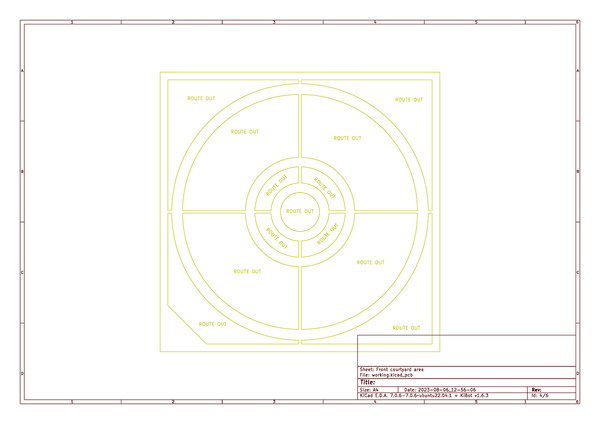 1 2 3 4 5 6
A A
ROUTE OUT ROUTE OUT
ROUTE OUT ROUTE OUT
B B
ROUTE OUT ROUTE OUT
ROUTE OUT
ROUTE OUT ROUTE OUT
C C
ROUTE OUT ROUTE OUT
ROUTE OUT ROUTE OUT
Sheet: Front courtyard area
File: working.kicad_pcb
D D
Title:
Size: A4 Date: 2023-08-06_12-56-06 Rev:
KiCad E.D.A. 7.0.6-7.0.6~ubuntu22.04.1 + KiBot v1.6.3 Id: 4/6
1 2 3 4 5 6